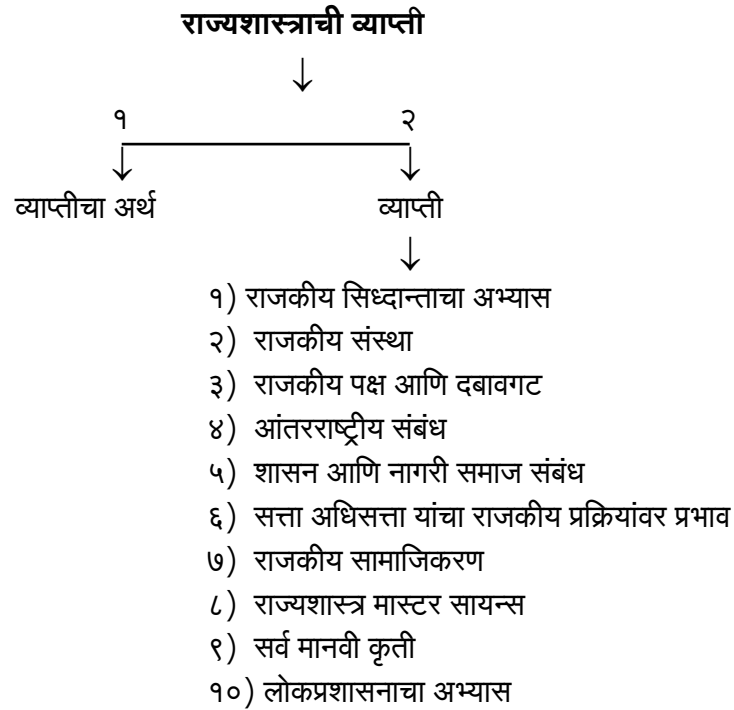 राज्यशास्त्राची व्याप्ती
१ २
व्याप्तीचा अर्थ व्याप्ती
१) राजकीय सिध्दान्ताचा अभ्यास
२) राजकीय संस्था
३) राजकीय पक्ष आणि दबावगट
४) आंतरराष्ट्रीय संबंध
५) शासन आणि नागरी समाज संबंध
६) सत्ता अधिसत्ता यांचा राजकीय प्रक्रियांवर प्रभाव
७) राजकीय सामाजिकरण
८) राज्यशास्त्र मास्टर सायन्स
९) सर्व मानवी कृती
१०) लोकप्रशासनाचा अभ्यास